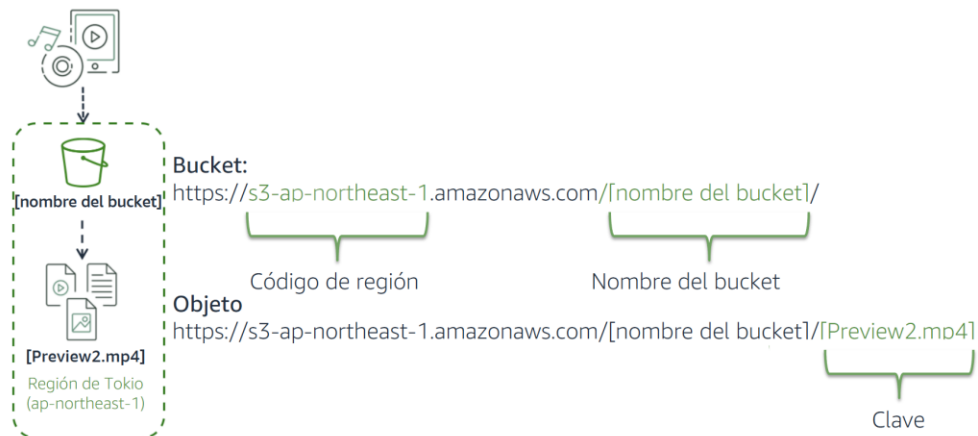 [nombre del bucket]
[Preview2.mp4]
Región de Tokio
(ap-northeast-1)
Bucket:
https://s3-ap-northeast-1.amazonaws.com/[nombre del bucket]/
Código de región
Nombre del bucket
Objeto
https://s3-ap-northeast-1.amazonaws.com/[nombre del bucket]/[Preview2.mp4]
Clave